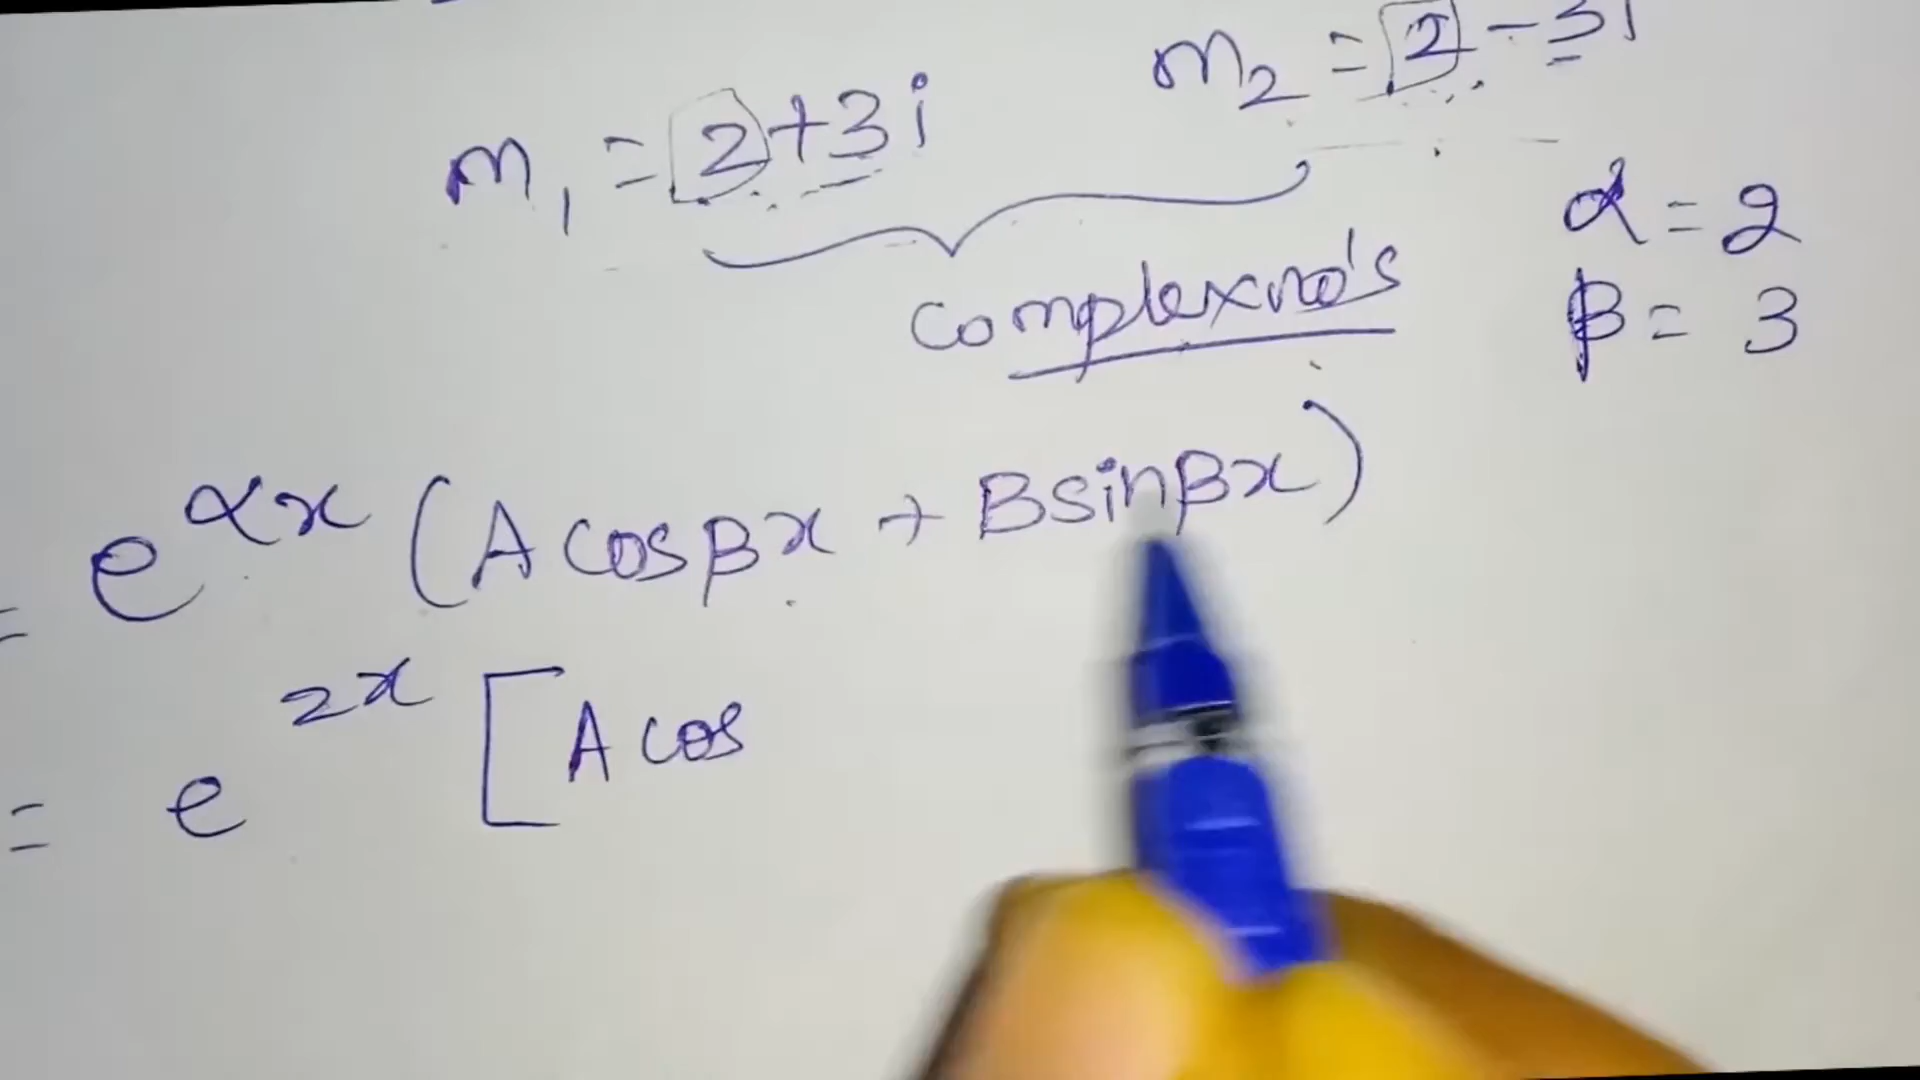 m₁ = 2+3i
m₂ = 2-3i
complex no's
α = 2
β = 3
= e^αx (A cos βx + B sin βx)
= e^2x [A cos